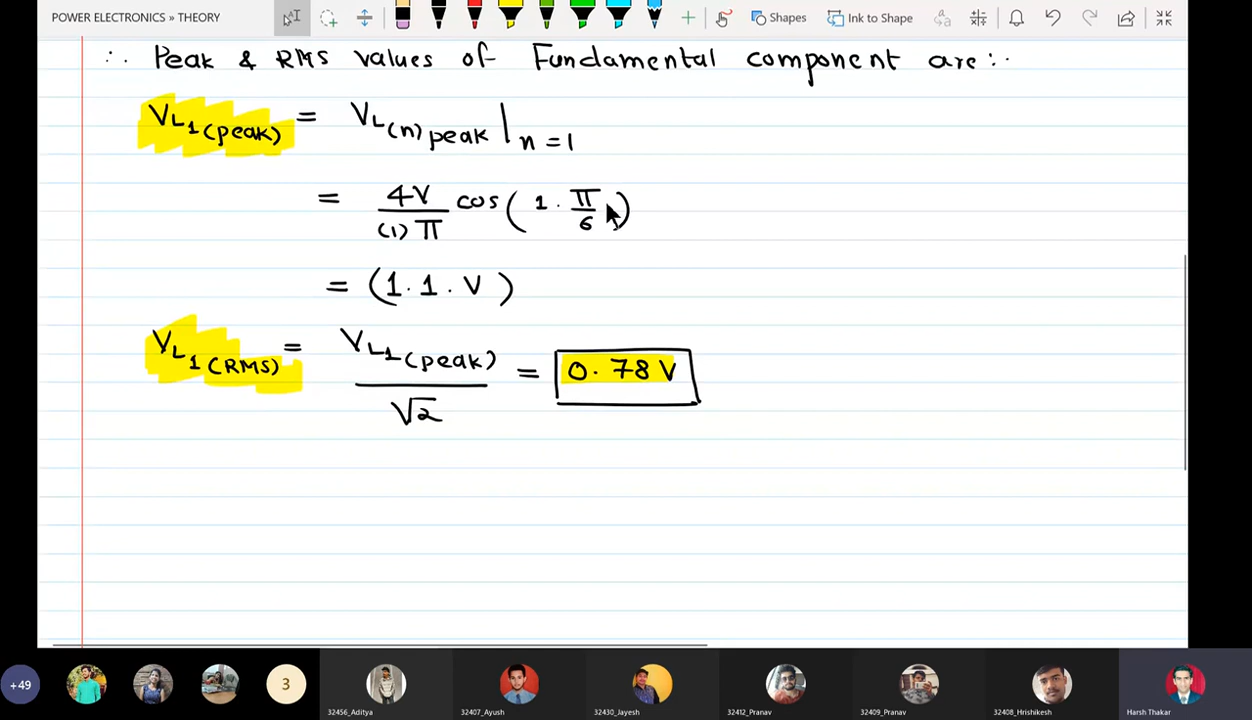 POWER ELECTRONICS » THEORY
Shapes
Ink to Shape
∴ Peak & RMS values of Fundamental component are :-
VL1(peak) = VL(n)peak | n = 1
= 4V / (1)π cos( 1 · π/6 )
= (1.1. V )
VL1(RMS) = VL1(peak) / √2 = 0.78 V
+49
3
32456_Aditya
32407_Ayush
32430_Jayesh
32412_Pranav
32409_Pranav
32408_Hrishikesh
Harsh Thakar